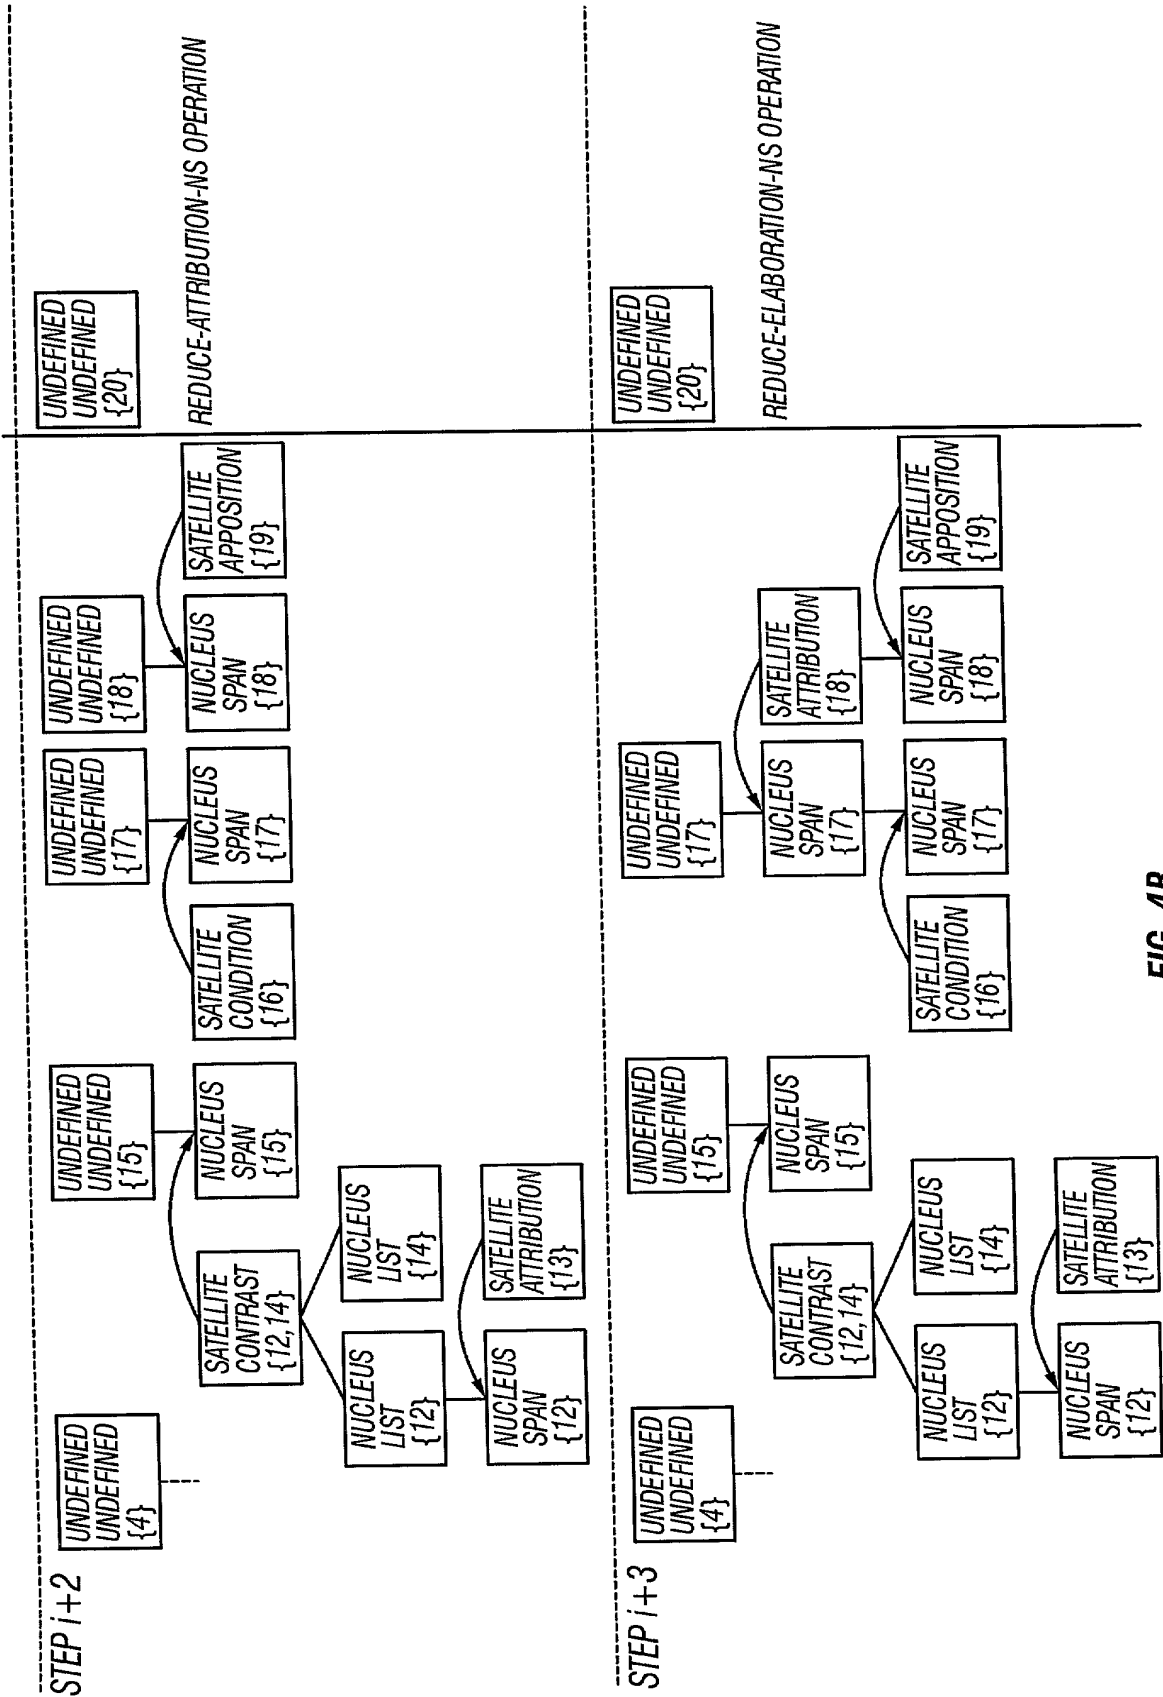 STEP i+2
UNDEFINED
UNDEFINED
{4}
UNDEFINED
UNDEFINED
{15}
UNDEFINED
UNDEFINED
{17}
UNDEFINED
UNDEFINED
{18}
UNDEFINED
UNDEFINED
{20}
SATELLITE
CONTRAST
{12,14}
NUCLEUS
SPAN
{15}
SATELLITE
CONDITION
{16}
NUCLEUS
SPAN
{17}
NUCLEUS
SPAN
{18}
SATELLITE
APPOSITION
{19}
REDUCE-ATTRIBUTION-NS OPERATION
NUCLEUS
LIST
{12}
NUCLEUS
LIST
{14}
NUCLEUS
SPAN
{12}
SATELLITE
ATTRIBUTION
{13}
STEP i+3
UNDEFINED
UNDEFINED
{4}
UNDEFINED
UNDEFINED
{15}
UNDEFINED
UNDEFINED
{17}
UNDEFINED
UNDEFINED
{20}
SATELLITE
CONTRAST
{12,14}
NUCLEUS
SPAN
{15}
NUCLEUS
SPAN
{17}
SATELLITE
ATTRIBUTION
{18}
REDUCE-ELABORATION-NS OPERATION
NUCLEUS
LIST
{12}
NUCLEUS
LIST
{14}
SATELLITE
CONDITION
{16}
NUCLEUS
SPAN
{17}
NUCLEUS
SPAN
{18}
SATELLITE
APPOSITION
{19}
NUCLEUS
SPAN
{12}
SATELLITE
ATTRIBUTION
{13}
FIG. 4B